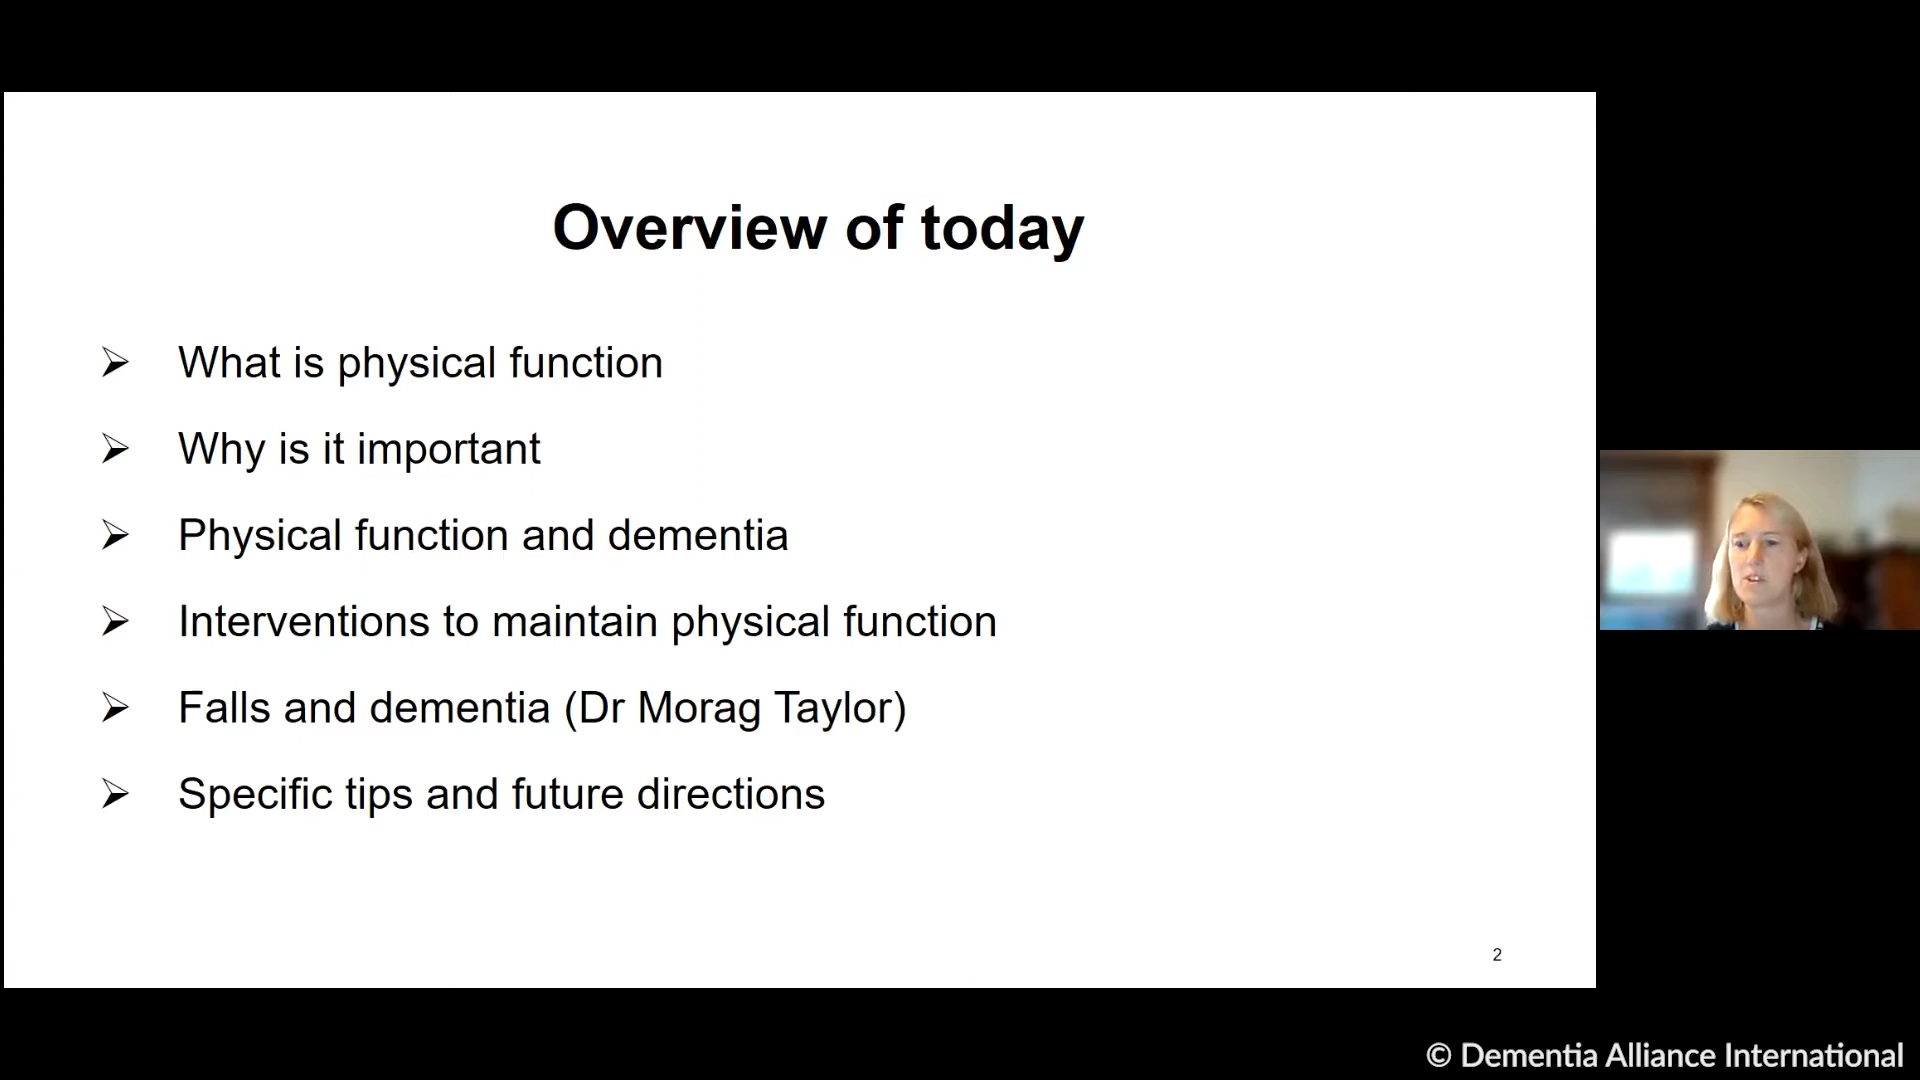 Overview of today
➢ What is physical function
➢ Why is it important
➢ Physical function and dementia
➢ Interventions to maintain physical function
➢ Falls and dementia (Dr Morag Taylor)
➢ Specific tips and future directions
2
© Dementia Alliance International